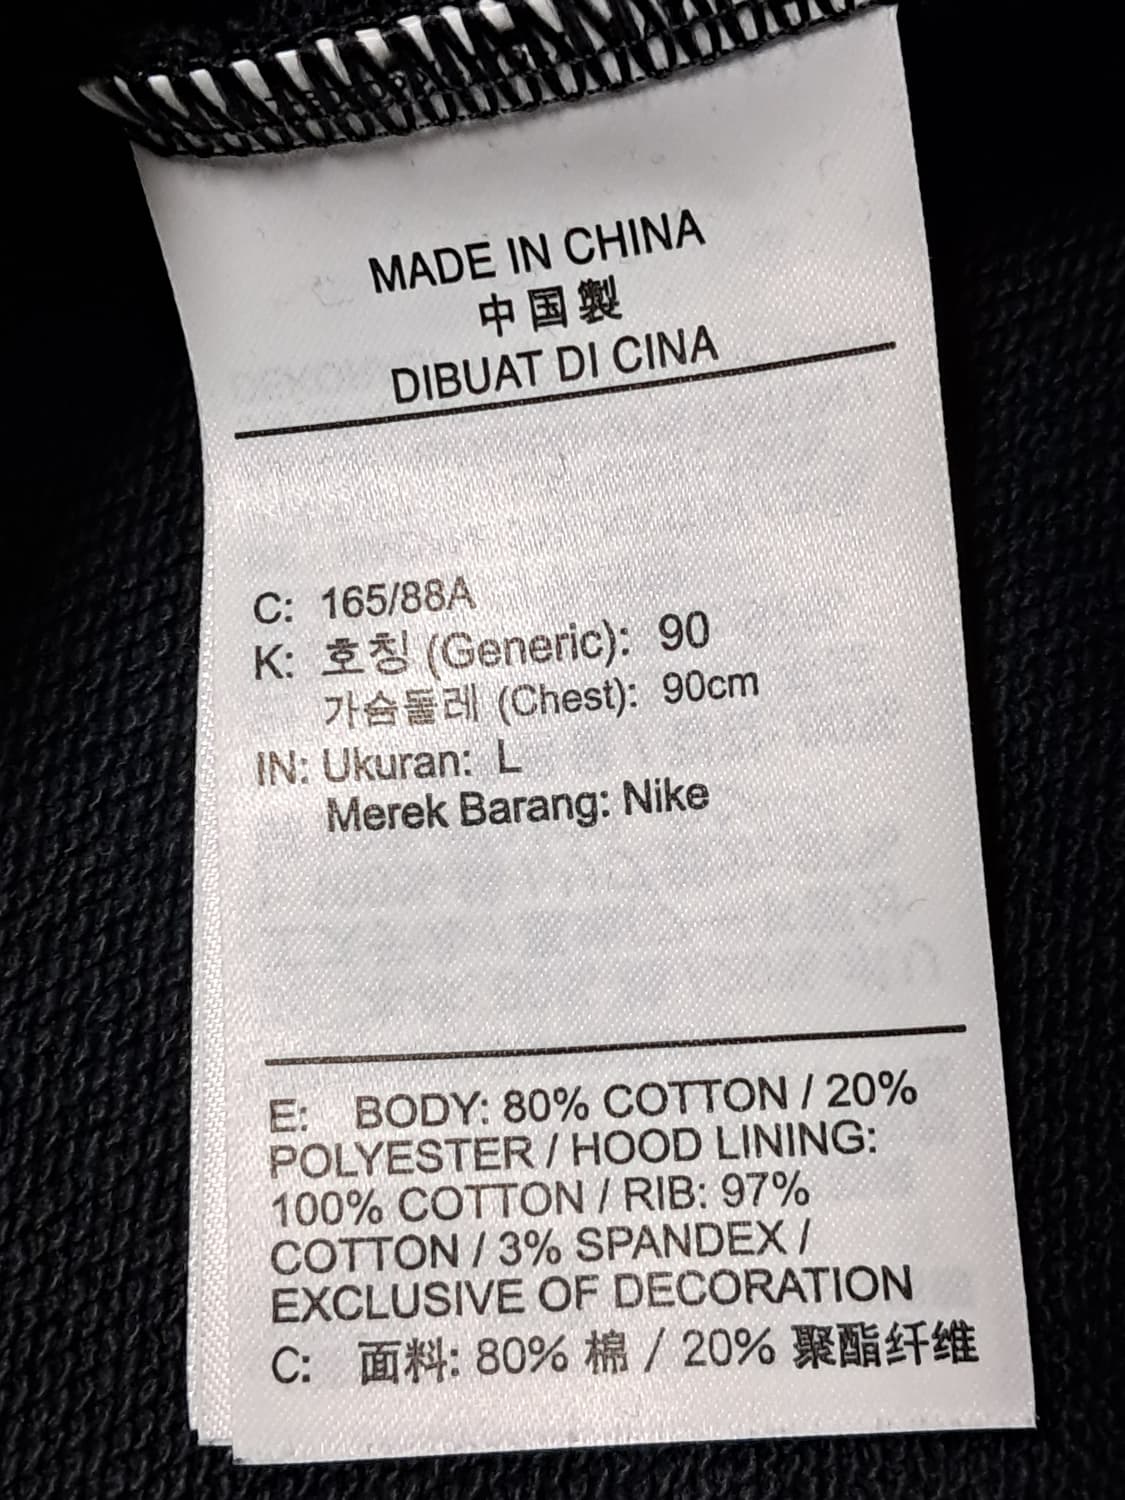 MADE IN CHINA
中国製
DIBUAT DI CINA
C: 165/88A
K: 호칭 (Generic): 90
가슴둘레 (Chest): 90cm
IN: Ukuran: L
Merek Barang: Nike
E: BODY: 80% COTTON / 20%
POLYESTER / HOOD LINING:
100% COTTON / RIB: 97%
COTTON / 3% SPANDEX /
EXCLUSIVE OF DECORATION
C: 面料: 80% 棉 / 20% 聚酯纤维